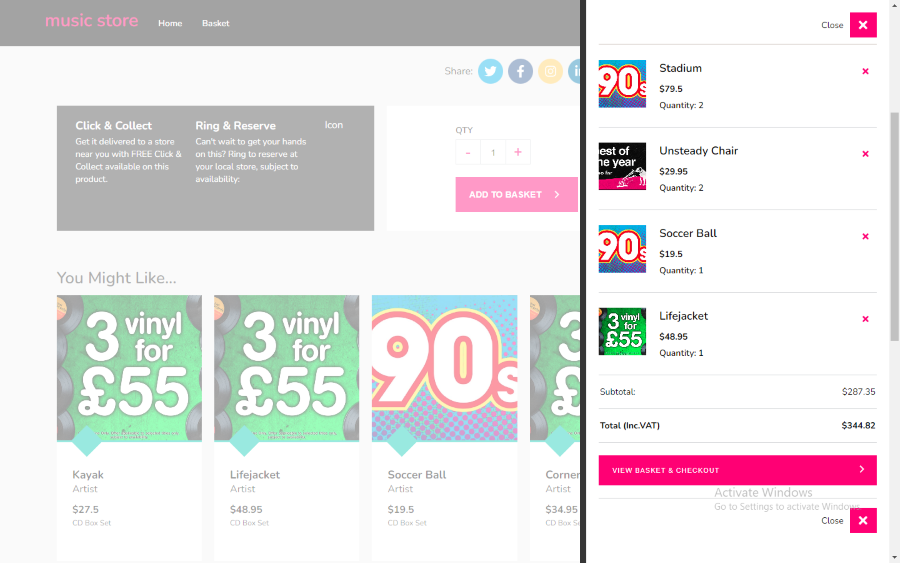 music store
Home
Basket
Share:
Click & Collect
Get it delivered to a store
near you with FREE Click &
Collect available on this
product.
Ring & Reserve
Can't wait to get your hands
on this? Ring to reserve at
your local store, subject to
availability:
Icon
QTY
- 1 +
ADD TO BASKET
You Might Like...
3 vinyl
for
£55
3 vinyl
for
£55
90s
Kayak
Artist
$27.5
CD Box Set
Lifejacket
Artist
$48.95
CD Box Set
Soccer Ball
Artist
$19.5
CD Box Set
Corner
Artist
$34.95
CD Box Set
Close
90s
Stadium
$79.5
Quantity: 2
est of
he year
Unsteady Chair
$29.95
Quantity: 2
90s
Soccer Ball
$19.5
Quantity: 1
3 vinyl
for
£55
Lifejacket
$48.95
Quantity: 1
Subtotal: $287.35
Total (Inc.VAT) $344.82
VIEW BASKET & CHECKOUT
Activate Windows
Go to Settings to activate Windows.
Close